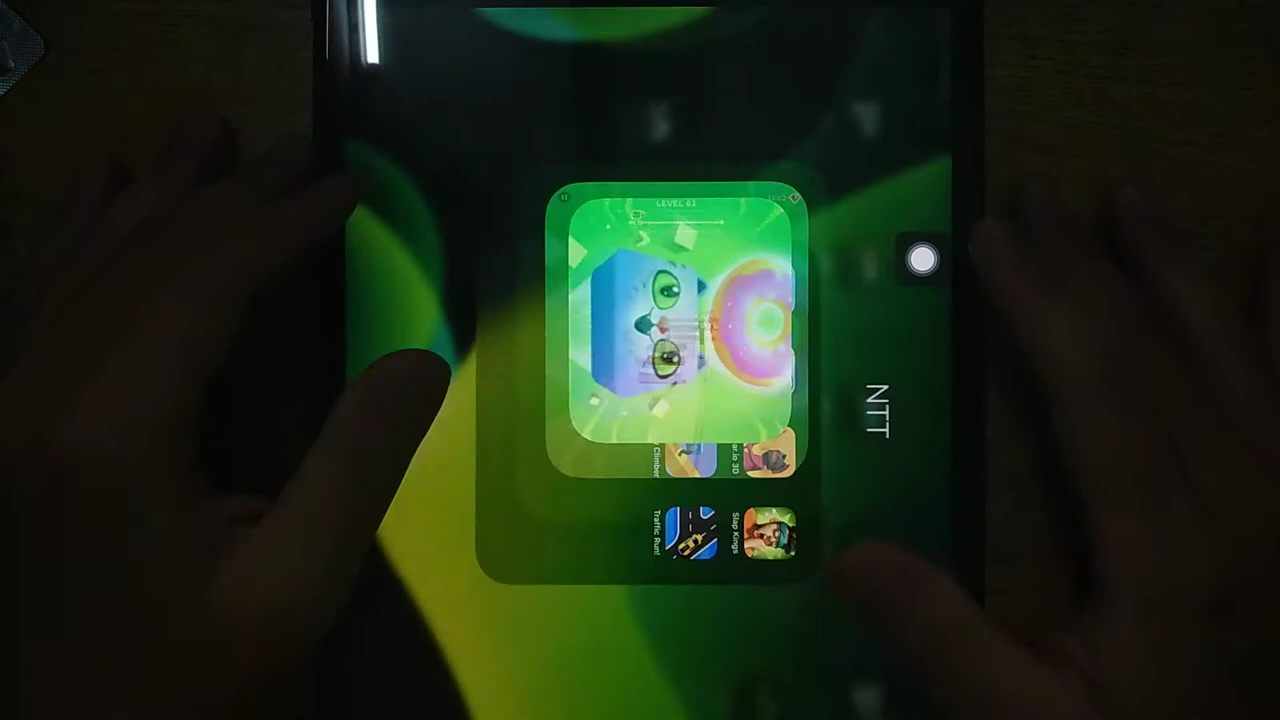 LEVEL 61
NTT
Climber
ar.io 3D
Traffic Run!
Slap Kings